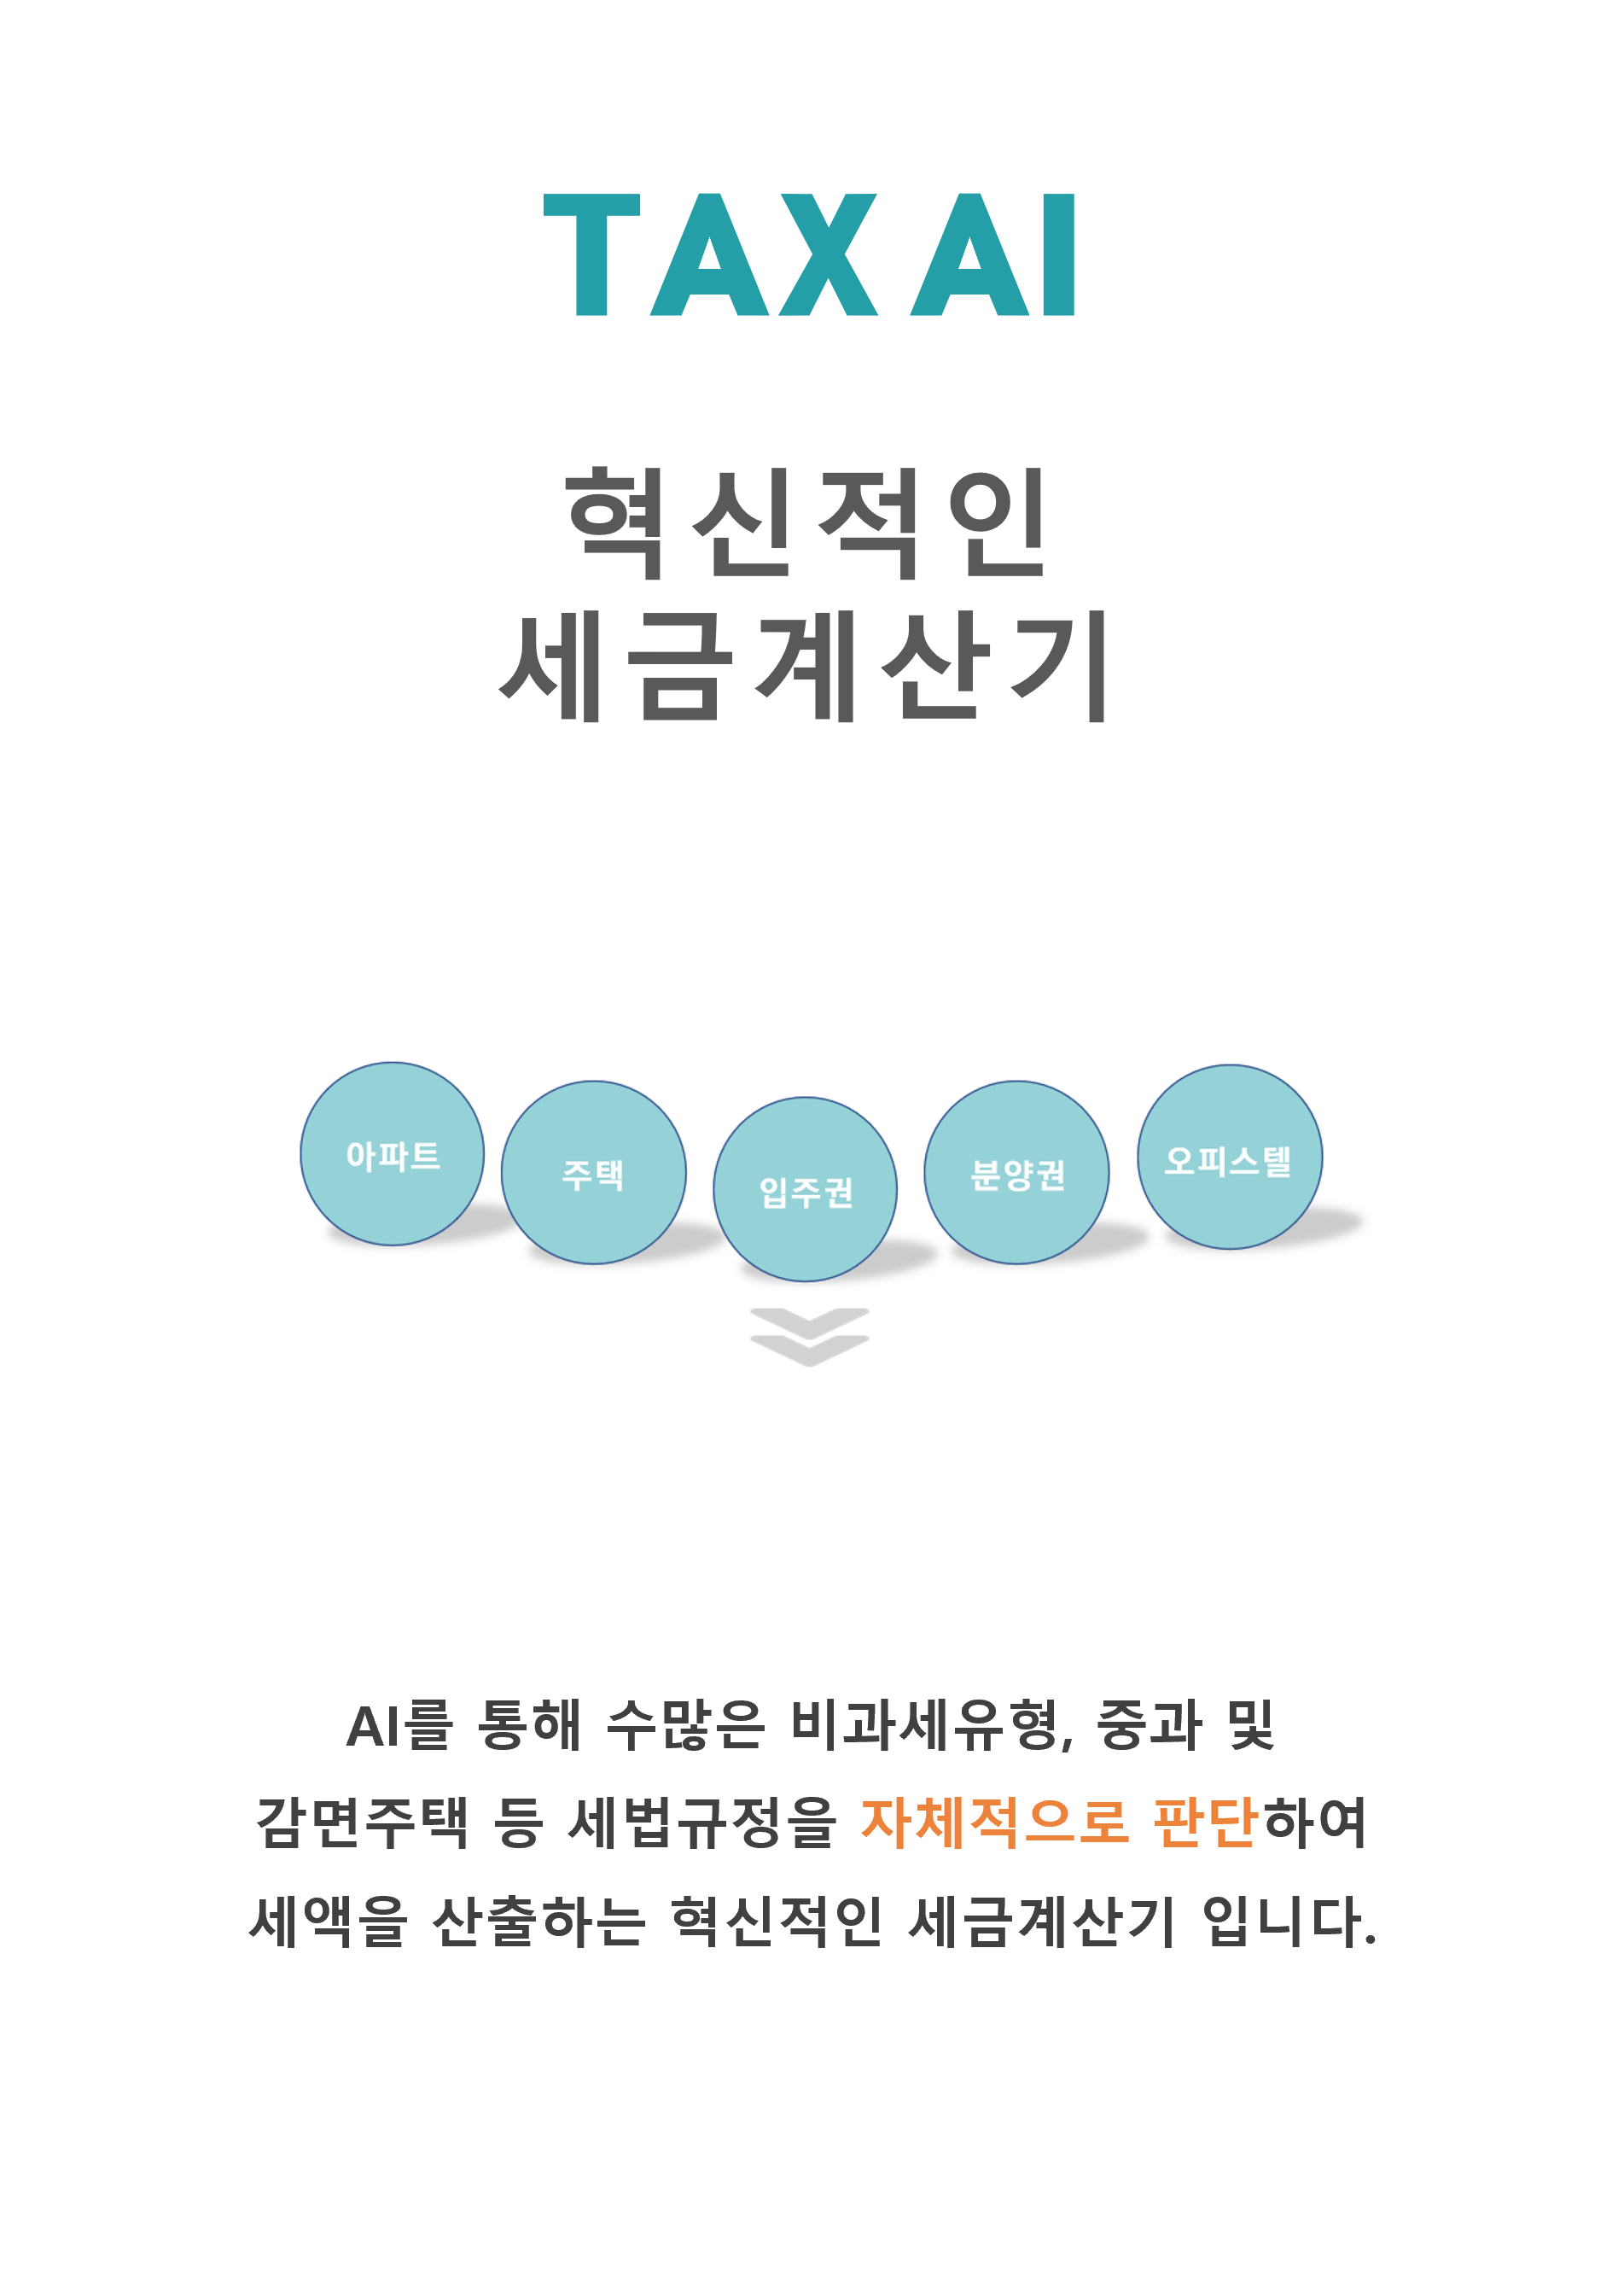 TAX AI
혁신적인
세금계산기
아파트
주택
입주권
분양권
오피스텔
AI를 통해 수많은 비과세유형, 중과 및
감면주택 등 세법규정을 자체적으로 판단하여
세액을 산출하는 혁신적인 세금계산기 입니다.